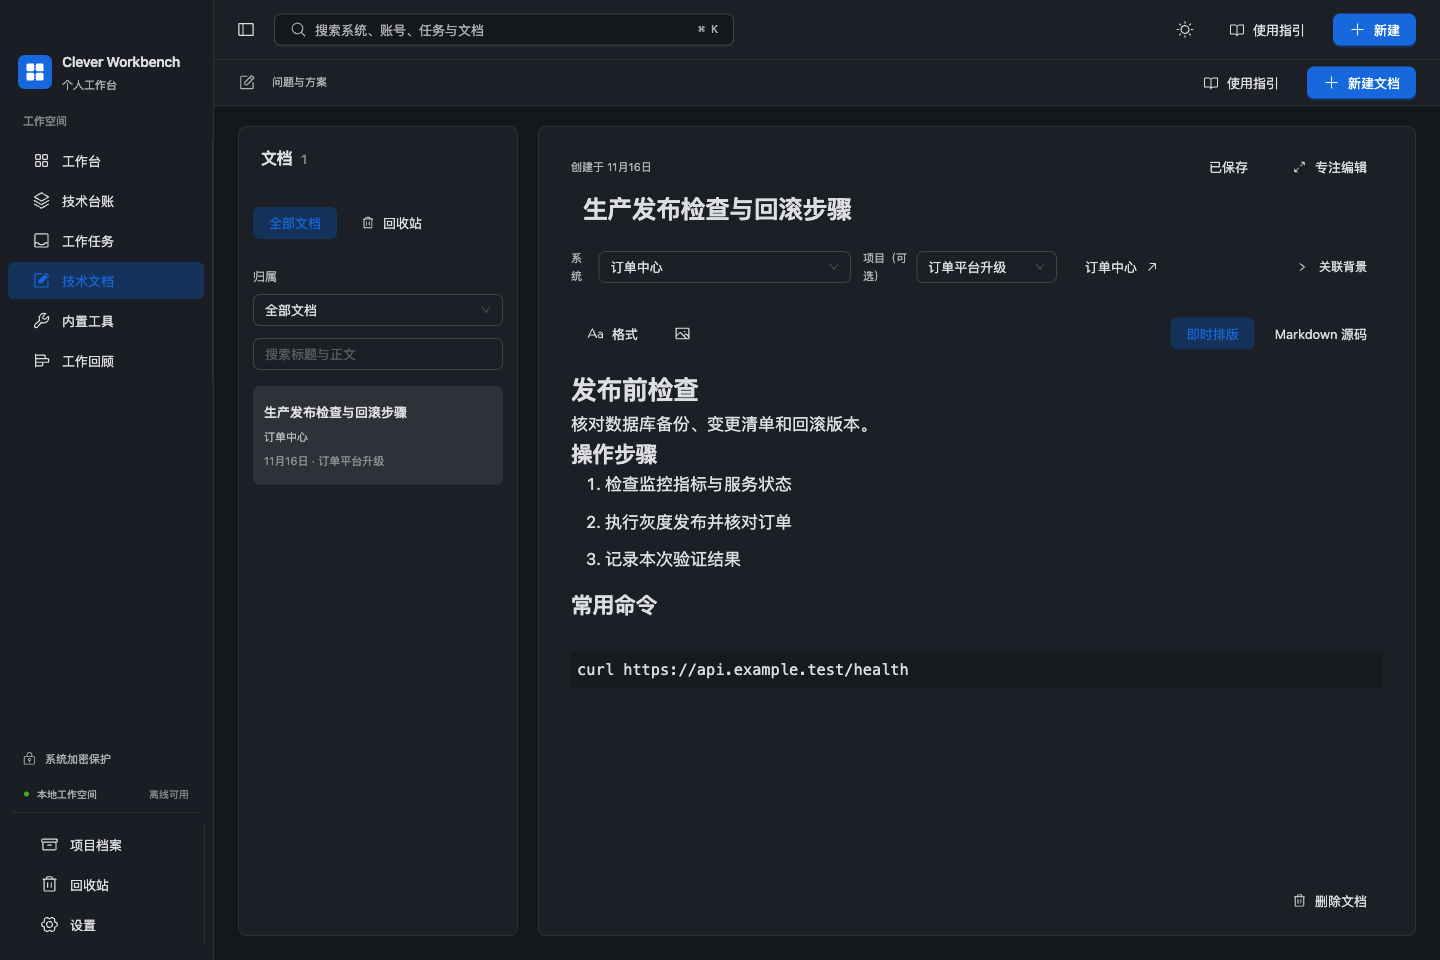 Clever Workbench
个人工作台
工作空间
工作台
技术台账
工作任务
技术文档
内置工具
工作回顾
系统加密保护
本地工作空间 离线可用
项目档案
回收站
设置
搜索系统、账号、任务与文档 ⌘ K
使用指引
新建
问题与方案
使用指引
新建文档
文档 1
全部文档 回收站
归属
全部文档
搜索标题与正文
生产发布检查与回滚步骤
订单中心
11月16日 · 订单平台升级
创建于 11月16日
已保存
专注编辑
生产发布检查与回滚步骤
系统
订单中心
项目（可选）
订单平台升级
订单中心
关联背景
Aa 格式
即时排版
Markdown 源码
发布前检查
核对数据库备份、变更清单和回滚版本。
操作步骤
1. 检查监控指标与服务状态
2. 执行灰度发布并核对订单
3. 记录本次验证结果
常用命令
curl https://api.example.test/health
删除文档